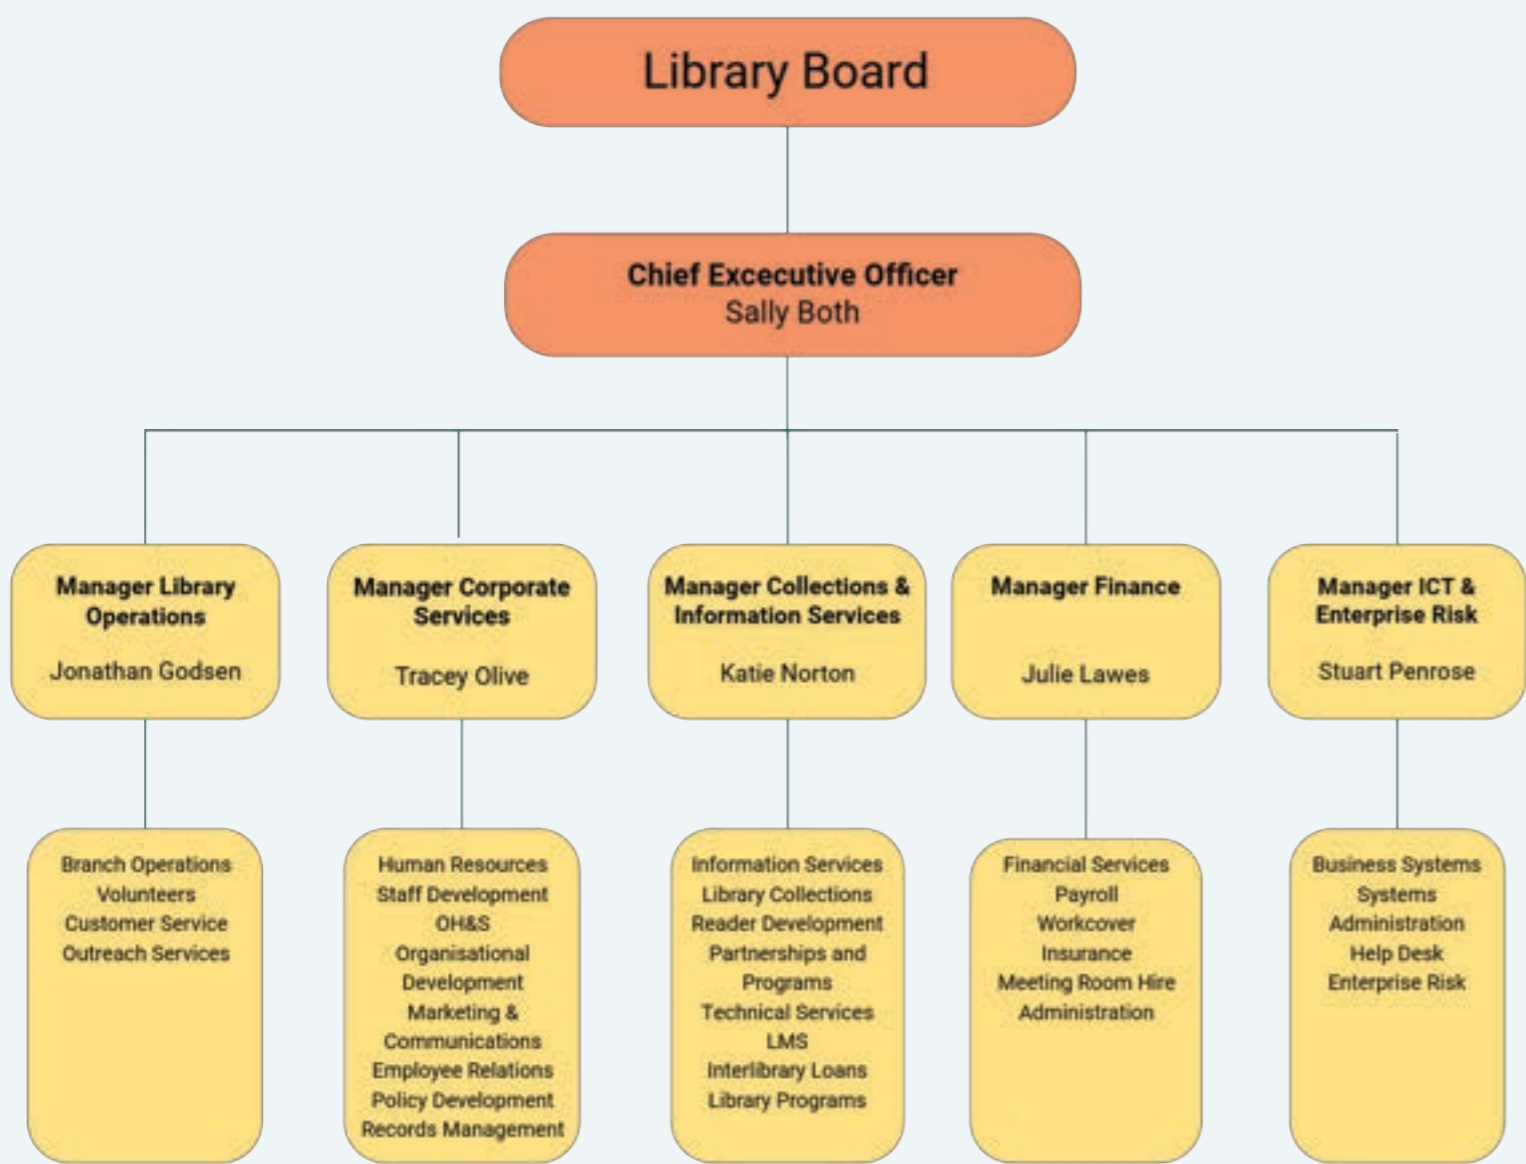 Library Board
Chief Excecutive Officer
Sally Both
Manager Library
Operations
Jonathan Godsen
Manager Corporate
Services
Tracey Olive
Manager Collections &
Information Services
Katie Norton
Manager Finance
Julie Lawes
Manager ICT &
Enterprise Risk
Stuart Penrose
Branch Operations
Volunteers
Customer Service
Outreach Services
Human Resources
Staff Development
OH&S
Organisational
Development
Marketing &
Communications
Employee Relations
Policy Development
Records Management
Information Services
Library Collections
Reader Development
Partnerships and
Programs
Technical Services
LMS
Interlibrary Loans
Library Programs
Financial Services
Payroll
Workcover
Insurance
Meeting Room Hire
Administration
Business Systems
Systems
Administration
Help Desk
Enterprise Risk